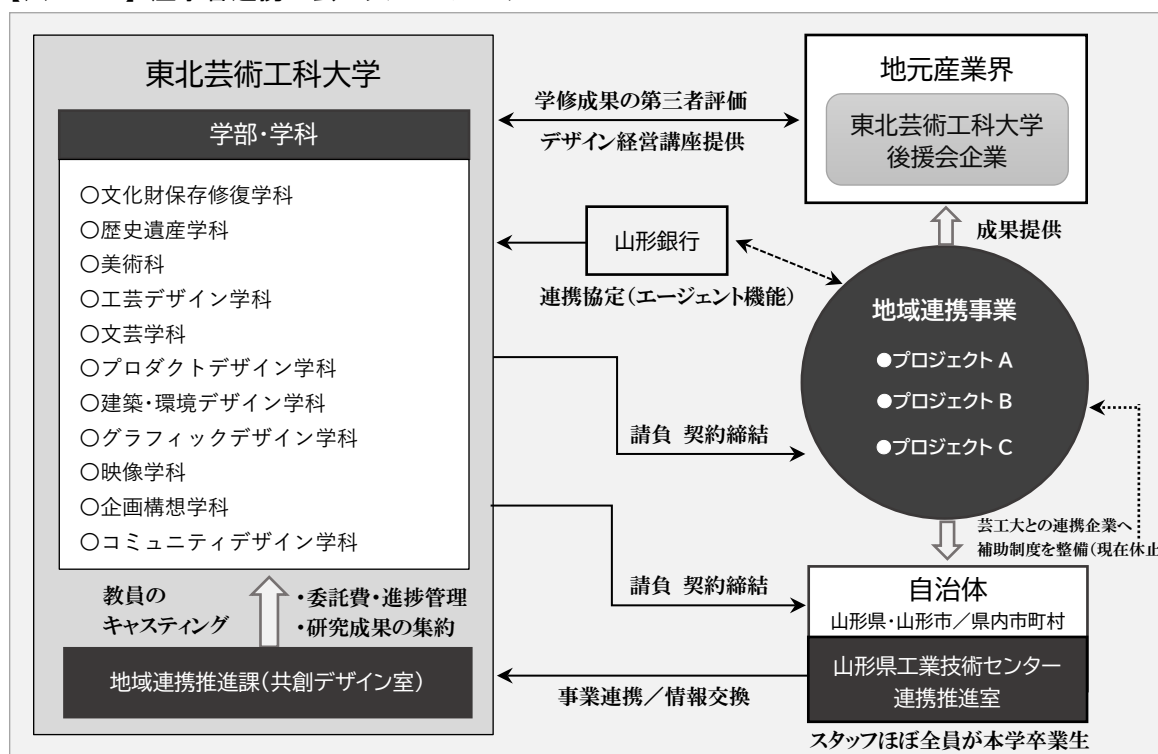 東北芸術工科大学
学部・学科
〇文化財保存修復学科
〇歴史遺産学科
〇美術科
〇工芸デザイン学科
〇文芸学科
〇プロダクトデザイン学科
〇建築・環境デザイン学科
〇グラフィックデザイン学科
〇映像学科
〇企画構想学科
〇コミュニティデザイン学科
教員の
キャスティング
・委託費・進捗管理
・研究成果の集約
地域連携推進課(共創デザイン室)
学修成果の第三者評価
デザイン経営講座提供
地元産業界
東北芸術工科大学
後援会企業
山形銀行
連携協定(エージェント機能)
成果提供
地域連携事業
●プロジェクト A
●プロジェクト B
●プロジェクト C
請負 契約締結
芸工大との連携企業へ
補助制度を整備(現在休止
請負 契約締結
自治体
山形県・山形市/県内市町村
山形県工業技術センター
連携推進室
事業連携/情報交換
スタッフほぼ全員が本学卒業生